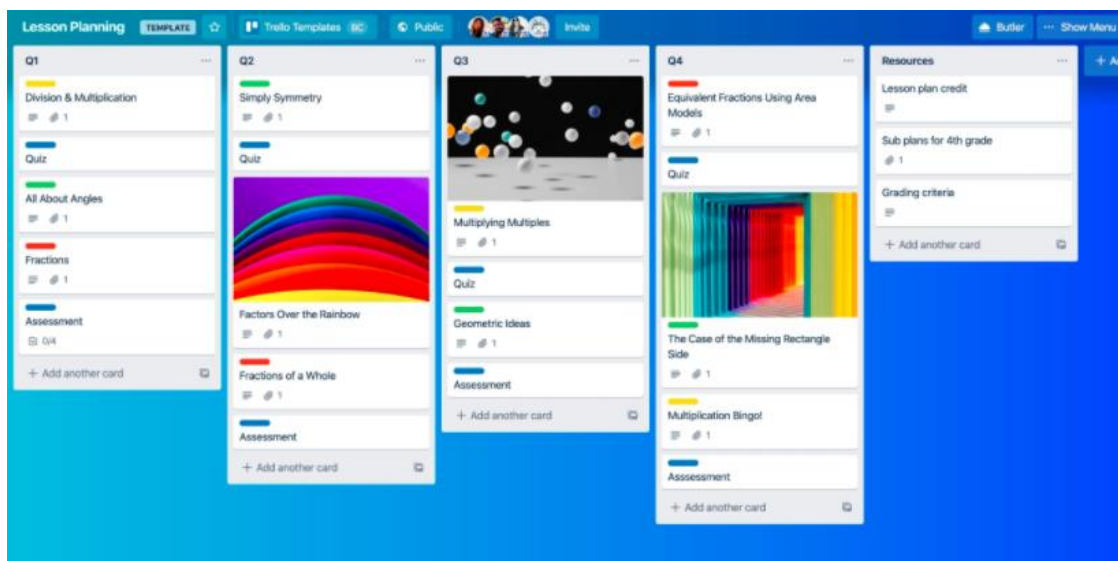 Lesson Planning TEMPLATE Trello Templates BC Public Invite Butler ... Show Menu
Q1 ...
Division & Multiplication
1
Quiz
All About Angles
1
Fractions
1
Assessment
0/4
+ Add another card
Q2 ...
Simply Symmetry
1
Quiz
Factors Over the Rainbow
1
Fractions of a Whole
1
Assessment
+ Add another card
Q3 ...
Multiplying Multiples
1
Quiz
Geometric Ideas
1
Assessment
+ Add another card
Q4 ...
Equivalent Fractions Using Area
Models
1
Quiz
The Case of the Missing Rectangle
Side
1
Multiplication Bingo!
1
Asssessment
+ Add another card
Resources ...
Lesson plan credit
Sub plans for 4th grade
1
Grading criteria
+ Add another card
+ A